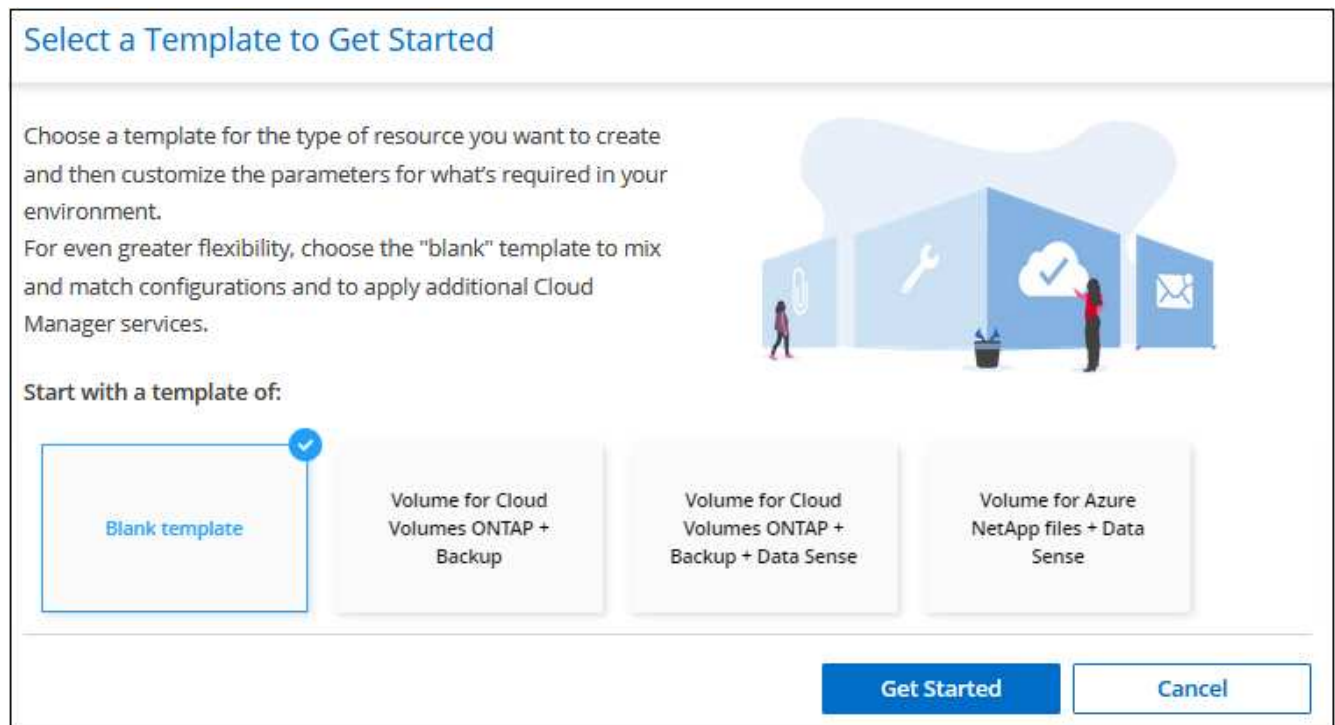 Select a Template to Get Started
Choose a template for the type of resource you want to create
and then customize the parameters for what's required in your
environment.
For even greater flexibility, choose the "blank" template to mix
and match configurations and to apply additional Cloud
Manager services.
Start with a template of:
Blank template
Volume for Cloud
Volumes ONTAP +
Backup
Volume for Cloud
Volumes ONTAP +
Backup + Data Sense
Volume for Azure
NetApp files + Data
Sense
Get Started
Cancel